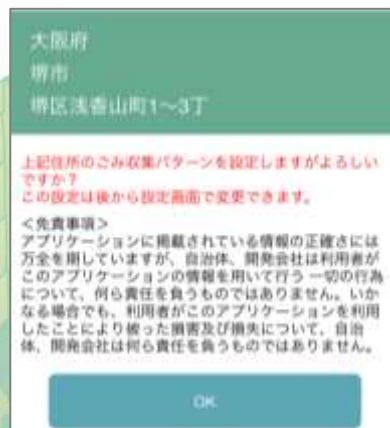 大阪府
堺市
堺区浅香山町1〜3丁
上記住所のごみ収集パターンを設定しますがよろしい
ですか？
この設定は後から設定画面で変更できます。
＜免責事項＞
アプリケーションに掲載されている情報の正確さには
万全を期していますが、自治体、開発会社は利用者が
このアプリケーションの情報を用いて行う一切の行為
について、何ら責任を負うものではありません。いか
なる場合でも、利用者がこのアプリケーションを利用
したことにより被った損害及び損失について、自治
体、開発会社は何ら責任を負うものではありません。
OK